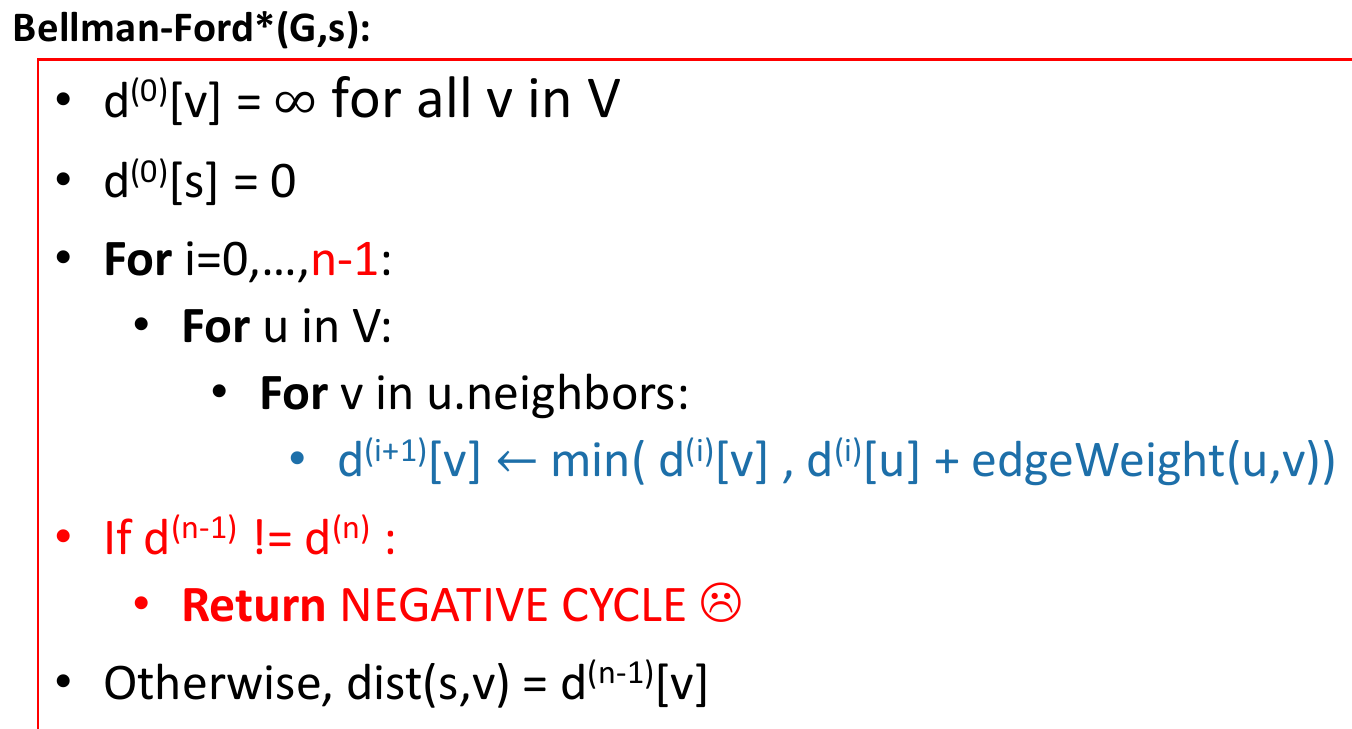 Bellman-Ford*(G,s):
• d⁽⁰⁾[v] = ∞ for all v in V
• d⁽⁰⁾[s] = 0
• For i=0,…,n-1:
• For u in V:
• For v in u.neighbors:
• d⁽ⁱ⁺¹⁾[v] ← min( d⁽ⁱ⁾[v] , d⁽ⁱ⁾[u] + edgeWeight(u,v))
• If d⁽ⁿ⁻¹⁾ != d⁽ⁿ⁾ :
• Return NEGATIVE CYCLE ☹
• Otherwise, dist(s,v) = d⁽ⁿ⁻¹⁾[v]